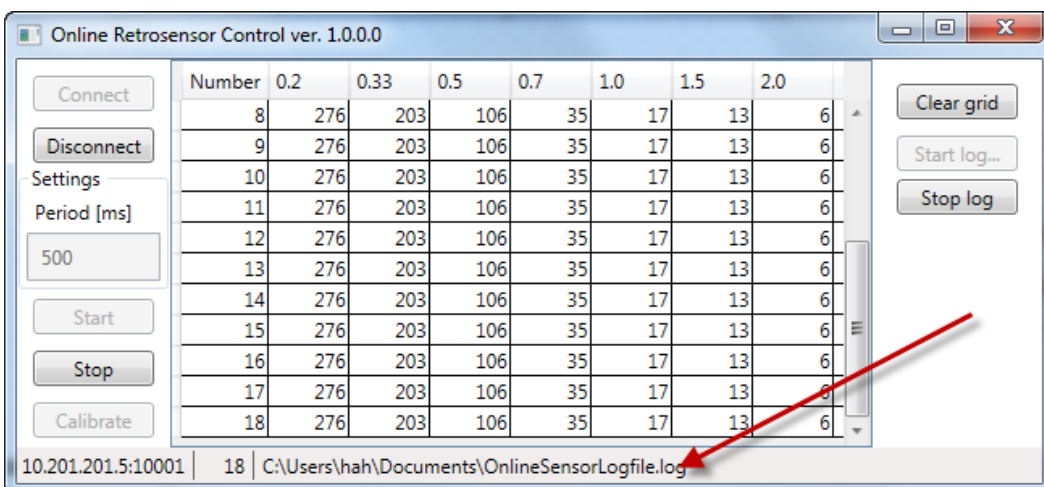 Online Retrosensor Control ver. 1.0.0.0
Connect
Disconnect
Settings
Period [ms]
500
Start
Stop
Calibrate
Number 0.2 0.33 0.5 0.7 1.0 1.5 2.0
8 276 203 106 35 17 13 6
9 276 203 106 35 17 13 6
10 276 203 106 35 17 13 6
11 276 203 106 35 17 13 6
12 276 203 106 35 17 13 6
13 276 203 106 35 17 13 6
14 276 203 106 35 17 13 6
15 276 203 106 35 17 13 6
16 276 203 106 35 17 13 6
17 276 203 106 35 17 13 6
18 276 203 106 35 17 13 6
Clear grid
Start log...
Stop log
10.201.201.5:10001 18 C:\Users\hah\Documents\OnlineSensorLogfile.log